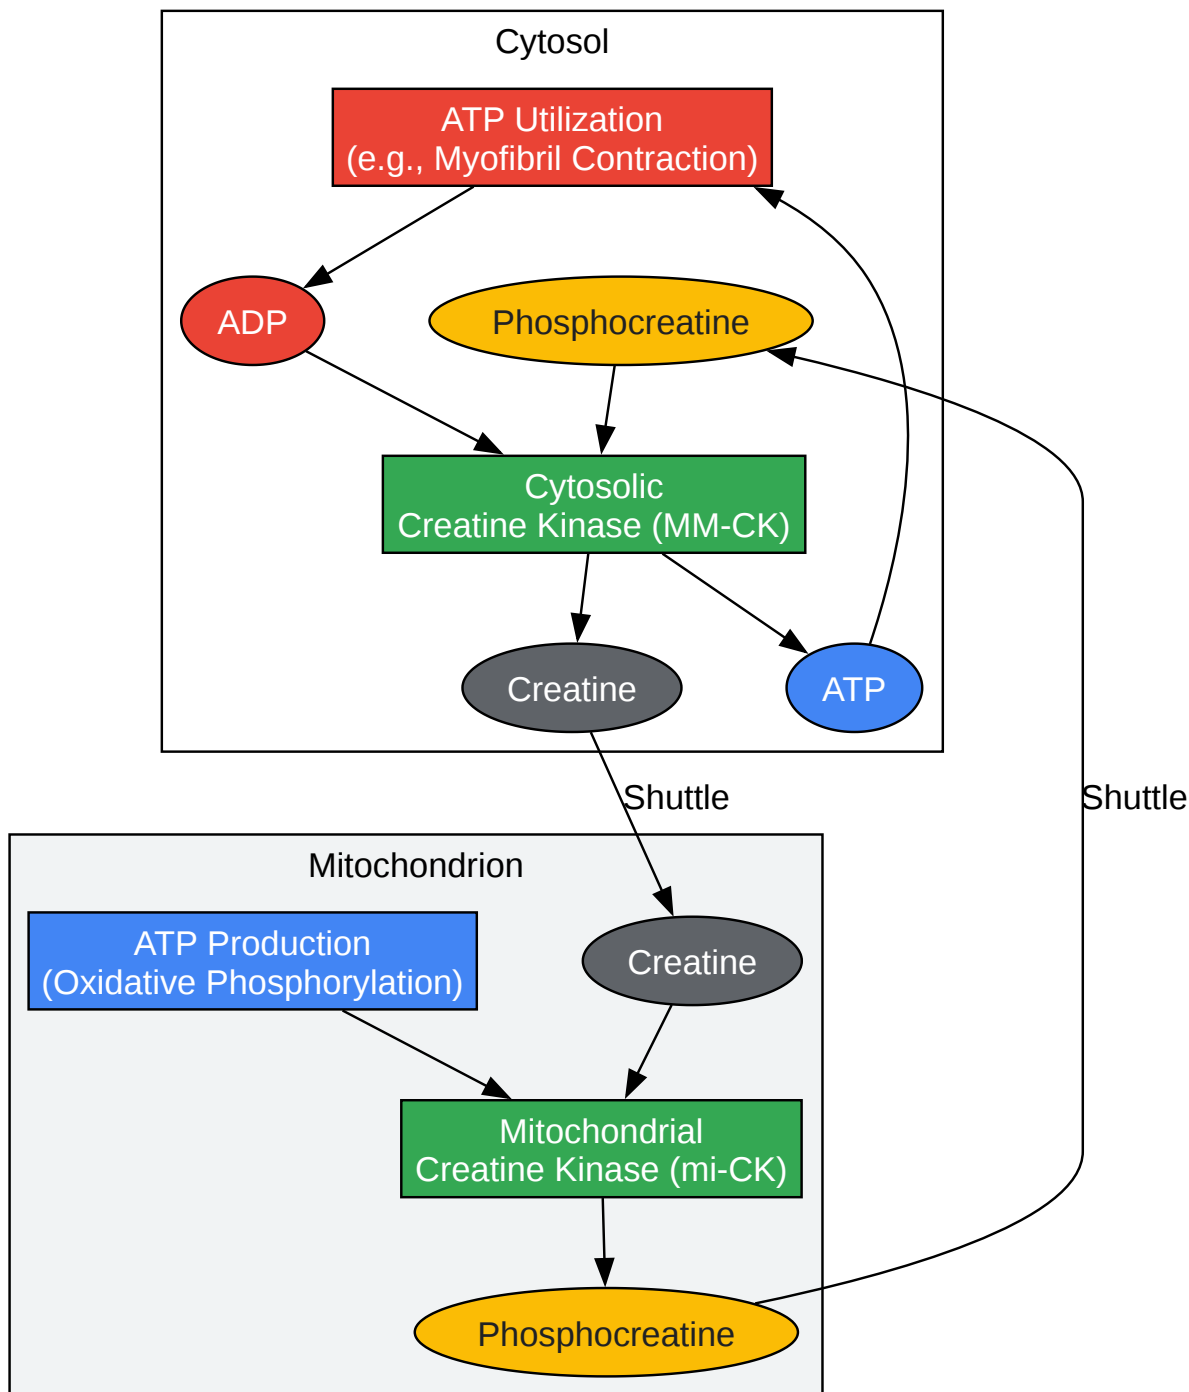 Cytosol
ATP Utilization
(e.g., Myofibril Contraction)
ADP
Phosphocreatine
Cytosolic
Creatine Kinase (MM-CK)
Creatine
ATP
Shuttle
Shuttle
Mitochondrion
ATP Production
(Oxidative Phosphorylation)
Creatine
Mitochondrial
Creatine Kinase (mi-CK)
Phosphocreatine